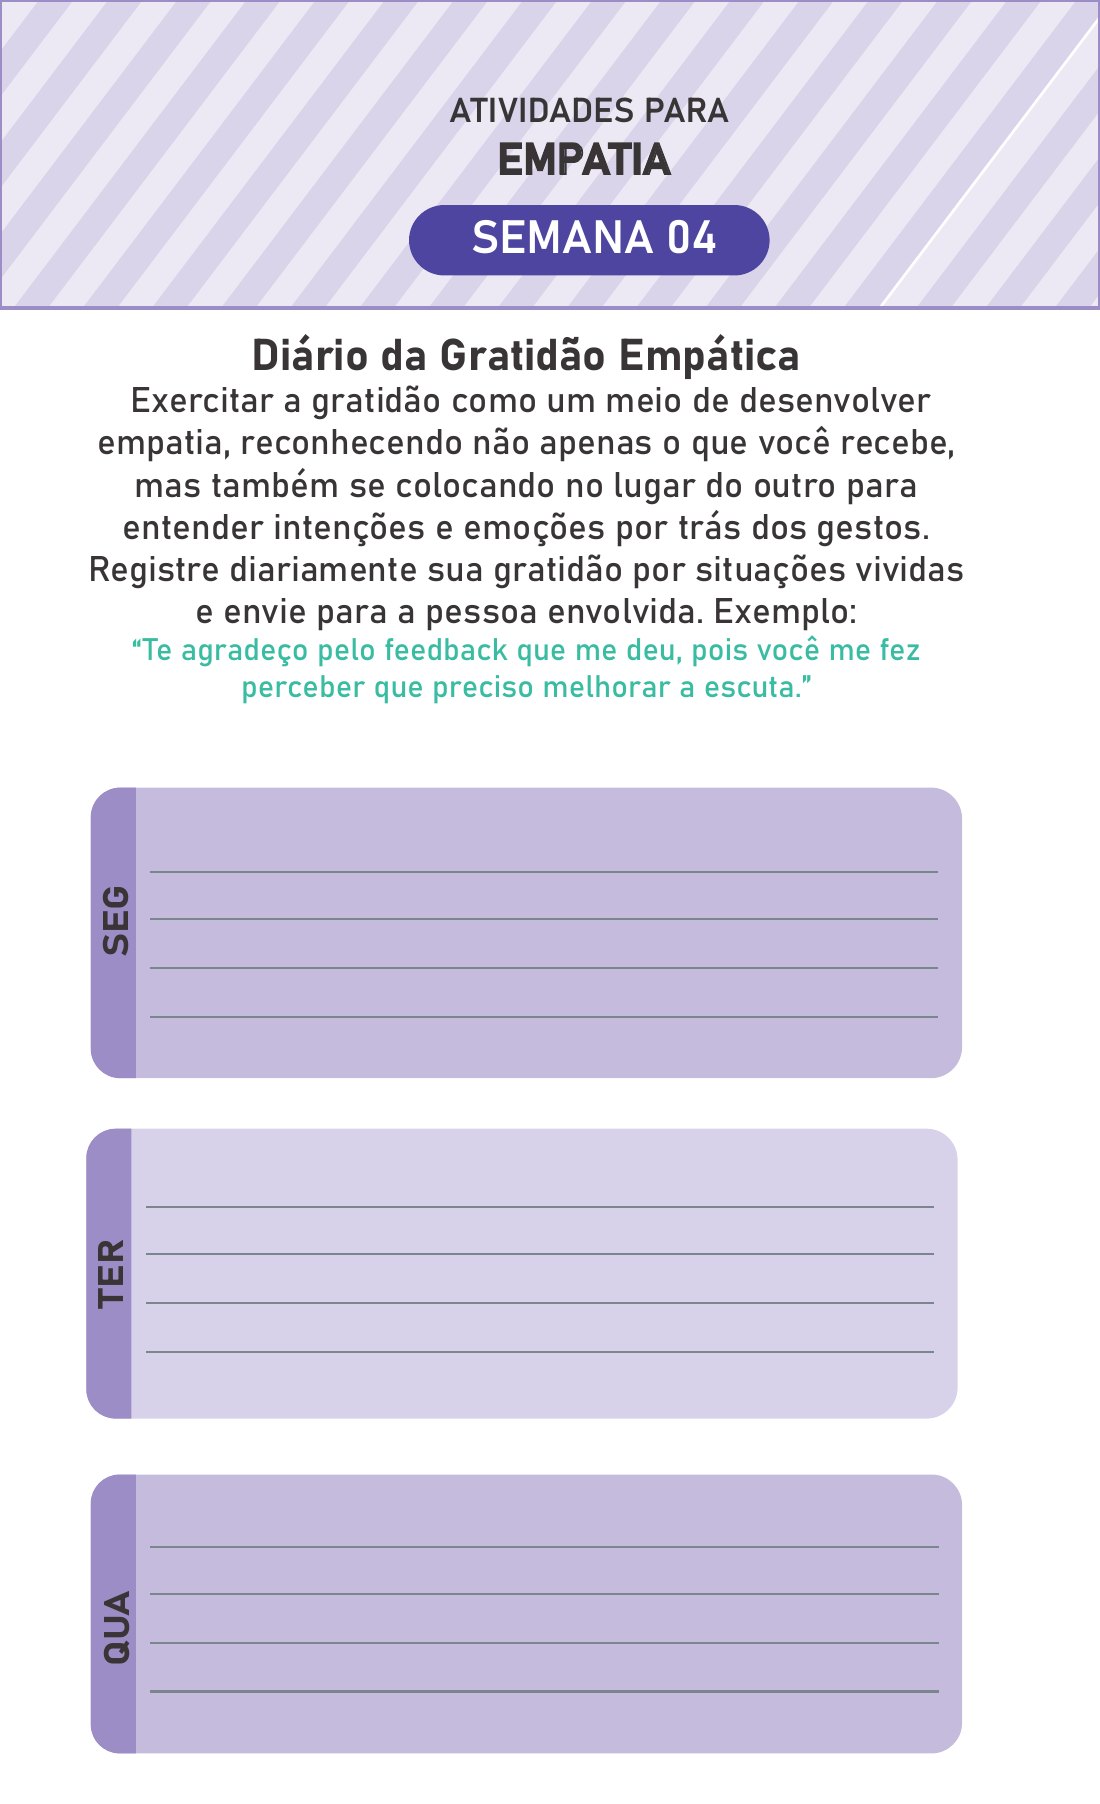 ATIVIDADES PARA
EMPATIA
SEMANA 04
Diário da Gratidão Empática
Exercitar a gratidão como um meio de desenvolver
empatia, reconhecendo não apenas o que você recebe,
mas também se colocando no lugar do outro para
entender intenções e emoções por trás dos gestos.
Registre diariamente sua gratidão por situações vividas
e envie para a pessoa envolvida. Exemplo:
“Te agradeço pelo feedback que me deu, pois você me fez
perceber que preciso melhorar a escuta.”
SEG
TER
QUA